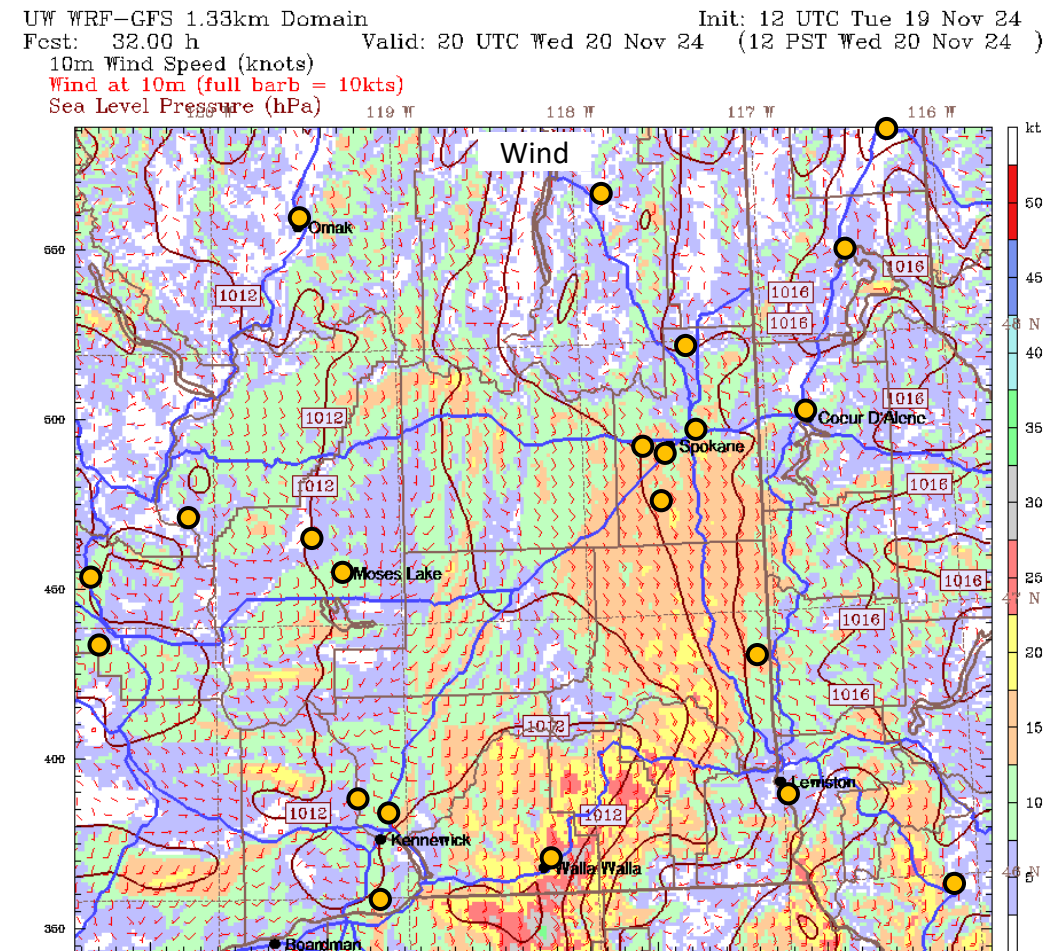 UW WRF-GFS 1.33km Domain Init: 12 UTC Tue 19 Nov 24
Fcst: 32.00 h Valid: 20 UTC Wed 20 Nov 24 (12 PST Wed 20 Nov 24 )
10m Wind Speed (knots)
Wind at 10m (full barb = 10kts)
Sea Level Pressure (hPa)
119 W 118 W 117 W 116 W
kt
Wind
50
Omak
550
1016
45
1012
1016
1016
48 N
40
1016
1012
500
Coeur D'Alene
35
Spokane
1012
1016
30
Moses Lake
1016
25
450
N
1016
20
1016
1012
15
400
Lewiston
10
1012
1012
Kennewick
Walla Walla
46 N
5
350
Boardman